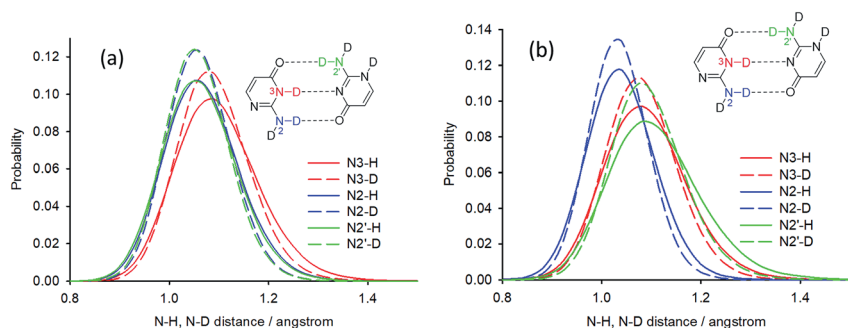 (a)
0.12
0.10
0.08
0.06
0.04
0.02
0.00
Probability
0.8 1.0 1.2 1.4
N-H, N-D distance / angstrom
O D
D N D
2'
3 N
N D N
N N O
N D
2
D
N3-H
N3-D
N2-H
N2-D
N2'-H
N2'-D
(b)
0.14
0.12
0.10
0.08
0.06
0.04
0.02
0.00
Probability
0.8 1.0 1.2 1.4
N-H, N-D distance / angstrom
O D
D N D
2'
3 N
N D N
N N O
N D
2
D
N3-H
N3-D
N2-H
N2-D
N2'-H
N2'-D